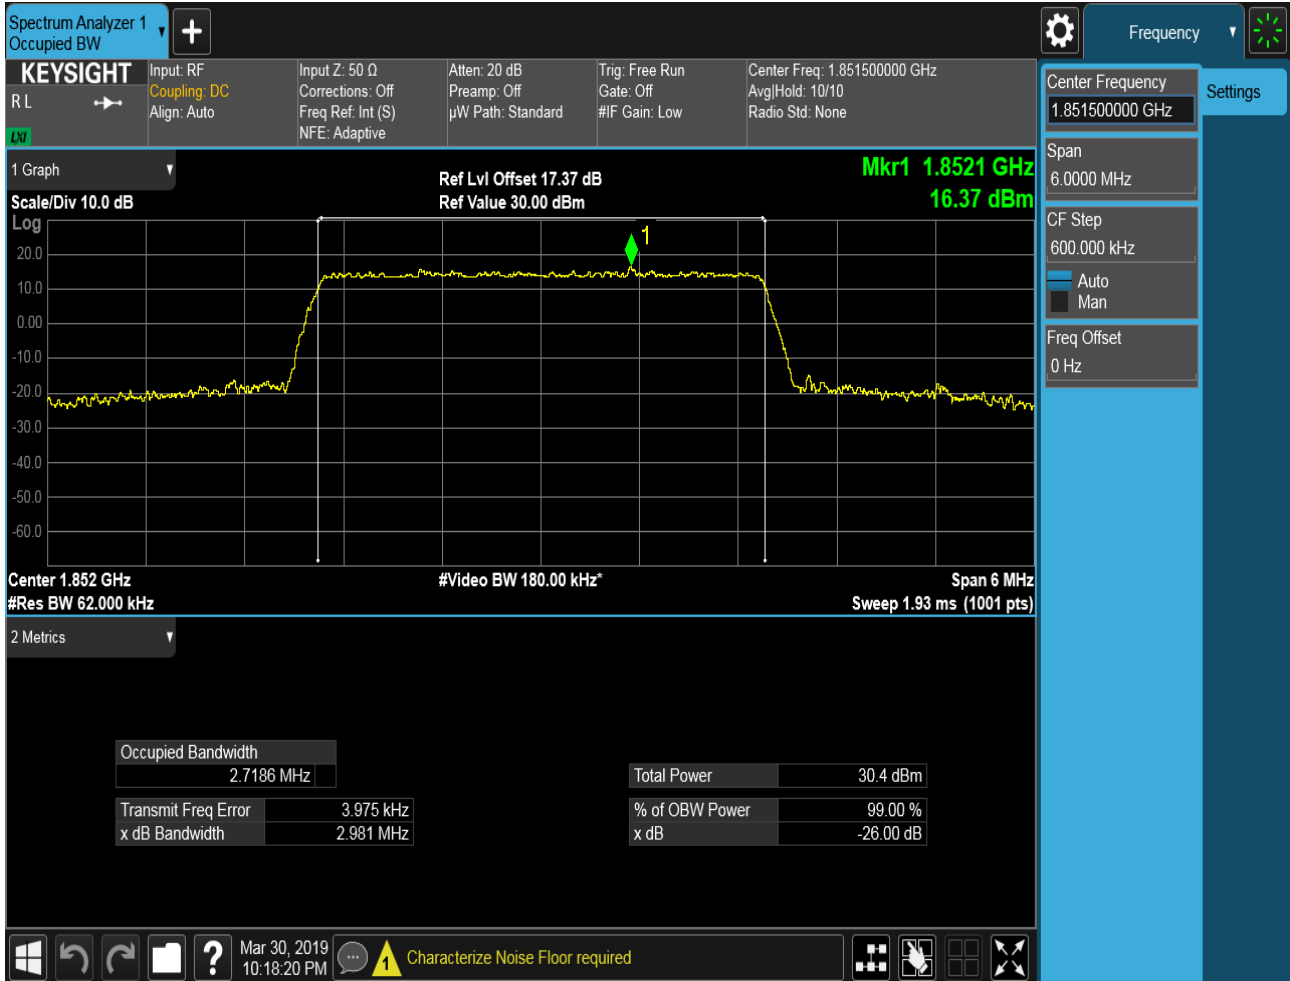 Spectrum Analyzer 1
Occupied BW
Frequency
KEYSIGHT
R L
LXI
Input: RF
Coupling: DC
Align: Auto
Input Z: 50 Ω
Corrections: Off
Freq Ref: Int (S)
NFE: Adaptive
Atten: 20 dB
Preamp: Off
µW Path: Standard
Trig: Free Run
Gate: Off
#IF Gain: Low
Center Freq: 1.851500000 GHz
Avg|Hold: 10/10
Radio Std: None
Center Frequency
1.851500000 GHz
Settings
Span
6.0000 MHz
CF Step
600.000 kHz
Auto
Man
Freq Offset
0 Hz
1 Graph
Scale/Div 10.0 dB
Ref Lvl Offset 17.37 dB
Ref Value 30.00 dBm
Mkr1 1.8521 GHz
16.37 dBm
Log
20.0
10.0
0.00
-10.0
-20.0
-30.0
-40.0
-50.0
-60.0
1
Center 1.852 GHz
#Video BW 180.00 kHz*
Span 6 MHz
#Res BW 62.000 kHz
Sweep 1.93 ms (1001 pts)
2 Metrics
Occupied Bandwidth
2.7186 MHz
Total Power 30.4 dBm
Transmit Freq Error 3.975 kHz
% of OBW Power 99.00 %
x dB Bandwidth 2.981 MHz
x dB -26.00 dB
?
Mar 30, 2019
10:18:20 PM
1
Characterize Noise Floor required